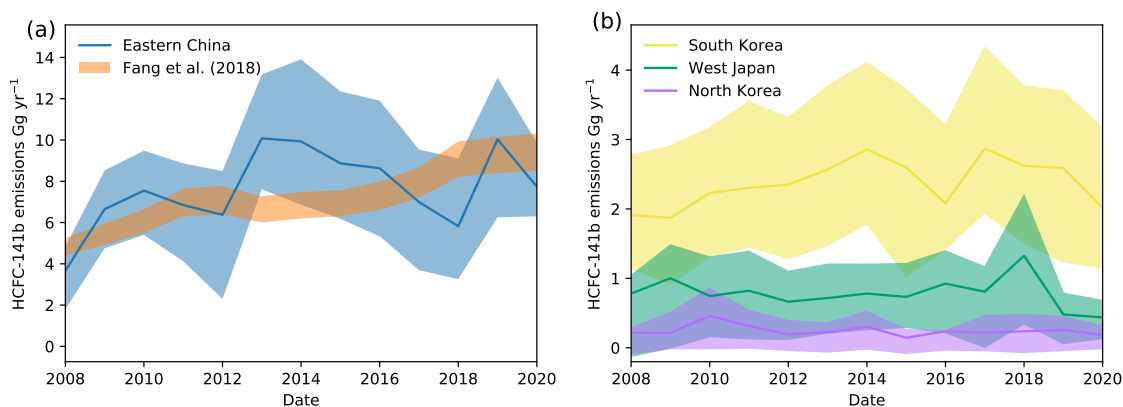 (a)
Eastern China
Fang et al. (2018)
HCFC-141b emissions Gg yr⁻¹
14
12
10
8
6
4
2
0
2008 2010 2012 2014 2016 2018 2020
Date
(b)
South Korea
West Japan
North Korea
HCFC-141b emissions Gg yr⁻¹
4
3
2
1
0
2008 2010 2012 2014 2016 2018 2020
Date